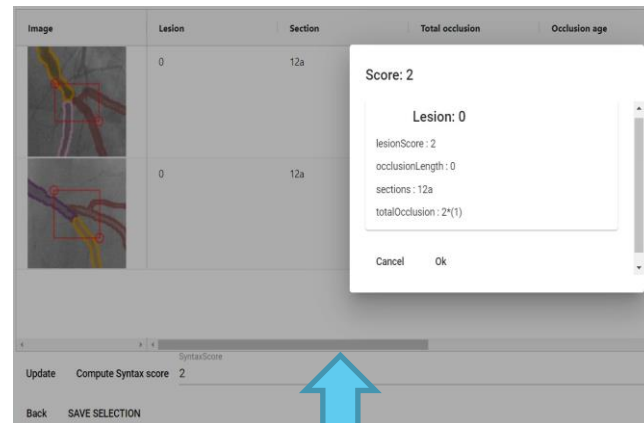 Image Lesion Section Total occlusion Occlusion age
0 12a
Score: 2
Lesion: 0
lesionScore : 2
occlusionLength : 0
sections : 12a
totalOcclusion : 2*(1)
0 12a
Cancel Ok
SyntaxScore
Update Compute Syntax score 2
Back SAVE SELECTION